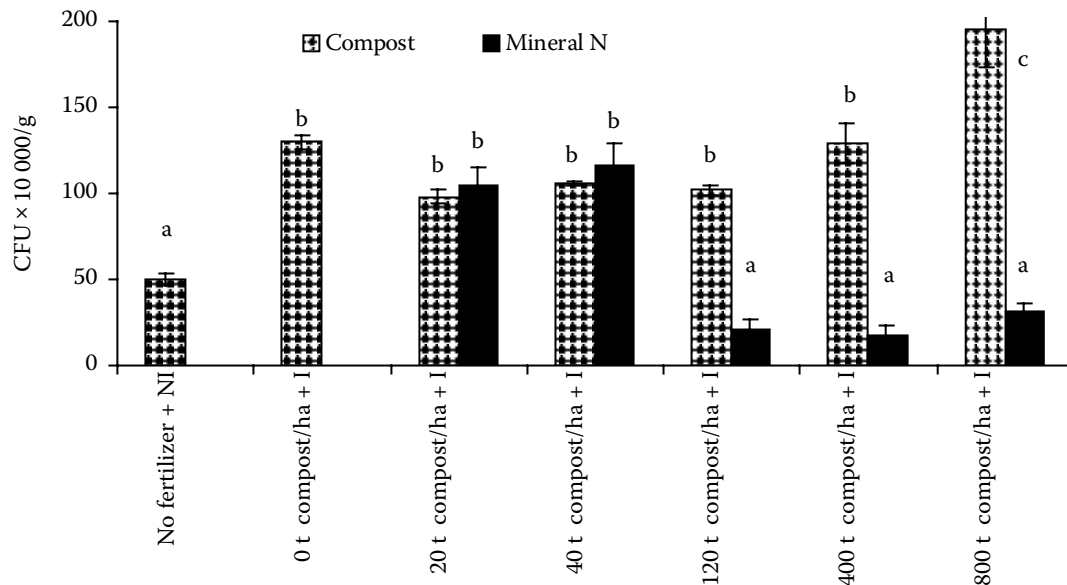 200
150
100
50
0
CFU × 10 000/g
Compost
Mineral N
a
b
b
b
b
b
b
a
b
a
c
a
No fertilizer + NI
0 t compost/ha + I
20 t compost/ha + I
40 t compost/ha + I
120 t compost/ha + I
400 t compost/ha + I
800 t compost/ha + I